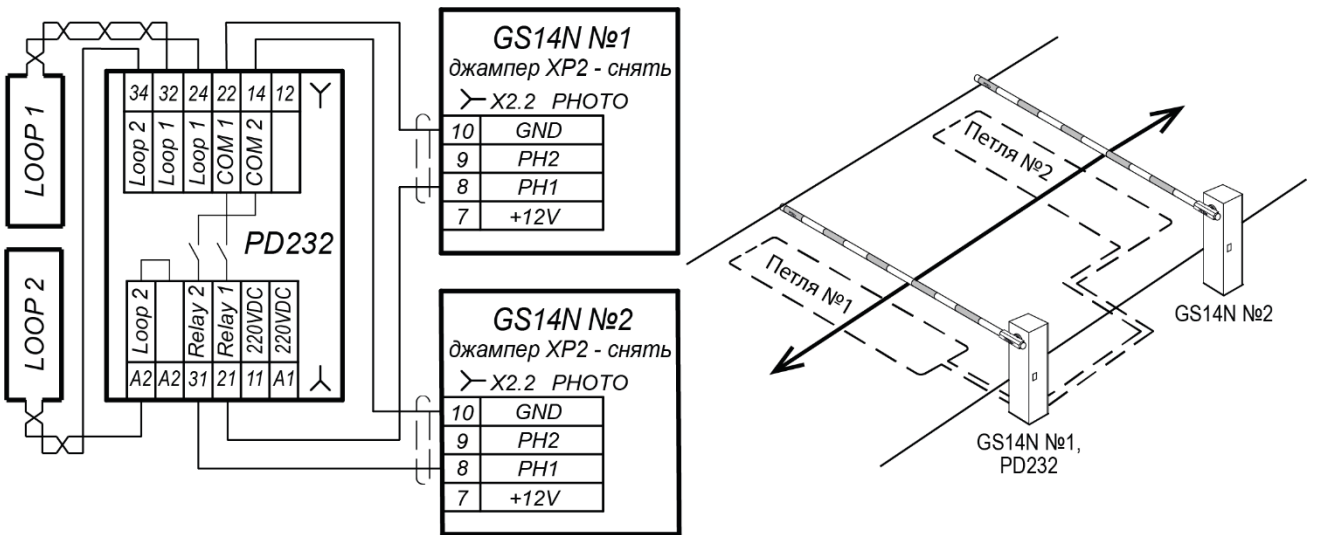 LOOP 1
LOOP 2
34 32 24 22 14 12
Loop 2
Loop 1
Loop 1
COM 1
COM 2
PD232
Loop 2
Relay 2
Relay 1
220VDC
220VDC
A2 A2 31 21 11 A1
GS14N №1
джампер XP2 - снять
X2.2 PHOTO
10 GND
9 PH2
8 PH1
7 +12V
GS14N №2
джампер XP2 - снять
X2.2 PHOTO
10 GND
9 PH2
8 PH1
7 +12V
Петля №2
Петля №1
GS14N №2
GS14N №1,
PD232